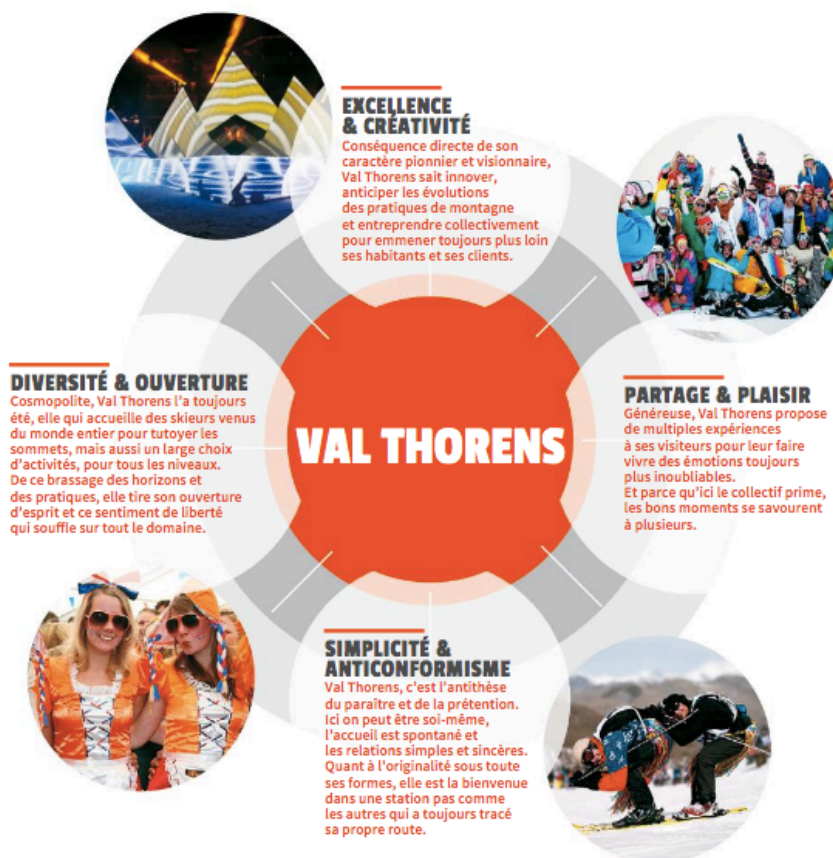 EXCELLENCE
& CRÉATIVITÉ
Conséquence directe de son
caractère pionnier et visionnaire,
Val Thorens sait innover,
anticiper les évolutions
des pratiques de montagne
et entreprendre collectivement
pour emmener toujours plus loin
ses habitants et ses clients.
DIVERSITÉ & OUVERTURE
Cosmopolite, Val Thorens l'a toujours
été, elle qui accueille des skieurs venus
du monde entier pour tutoyer les
sommets, mais aussi un large choix
d'activités, pour tous les niveaux.
De ce brassage des horizons et
des pratiques, elle tire son ouverture
d'esprit et ce sentiment de liberté
qui souffle sur tout le domaine.
VAL THORENS
PARTAGE & PLAISIR
Généreuse, Val Thorens propose
de multiples expériences
à ses visiteurs pour leur faire
vivre des émotions toujours
plus inoubliables.
Et parce qu'ici le collectif prime,
les bons moments se savourent
à plusieurs.
SIMPLICITÉ &
ANTICONFORMISME
Val Thorens, c'est l'antithèse
du paraître et de la prétention.
Ici on peut être soi-même,
l'accueil est spontané et
les relations simples et sincères.
Quant à l'originalité sous toute
ses formes, elle est la bienvenue
dans une station pas comme
les autres qui a toujours tracé
sa propre route.